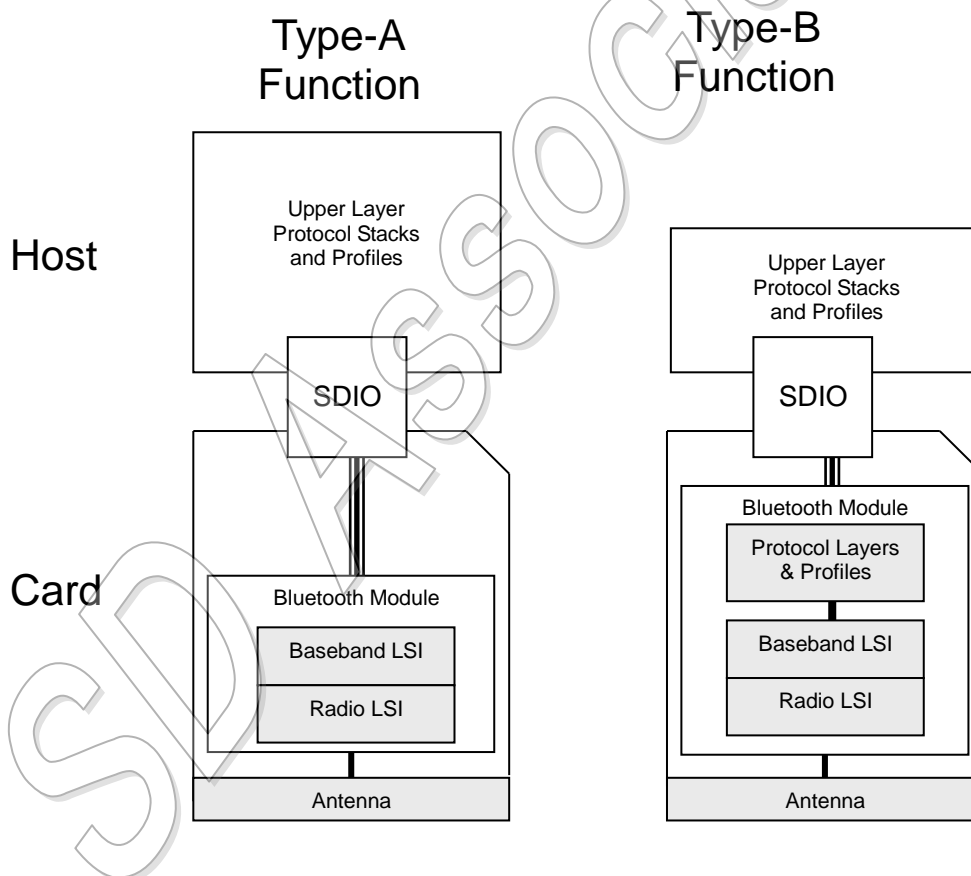 Type-A
Function
Type-B
Function
Host
Upper Layer
Protocol Stacks
and Profiles
Upper Layer
Protocol Stacks
and Profiles
SDIO
SDIO
Card
Bluetooth Module
Baseband LSI
Radio LSI
Antenna
Bluetooth Module
Protocol Layers
& Profiles
Baseband LSI
Radio LSI
Antenna
SD Associ